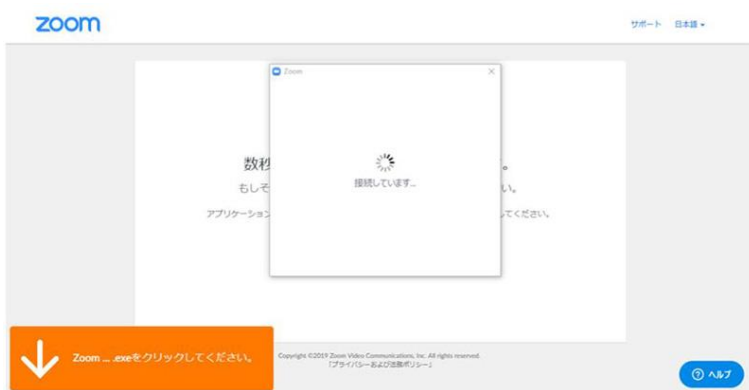 zoom
サポート 日本語
Zoom
数秒
。
もしそ
い。
接続しています...
アプリケーション
してください。
Zoom ... .exeをクリックしてください。
Copyright ©2019 Zoom Video Communications, Inc. All rights reserved.
「プライバシーおよび法務ポリシー」
ヘルプ